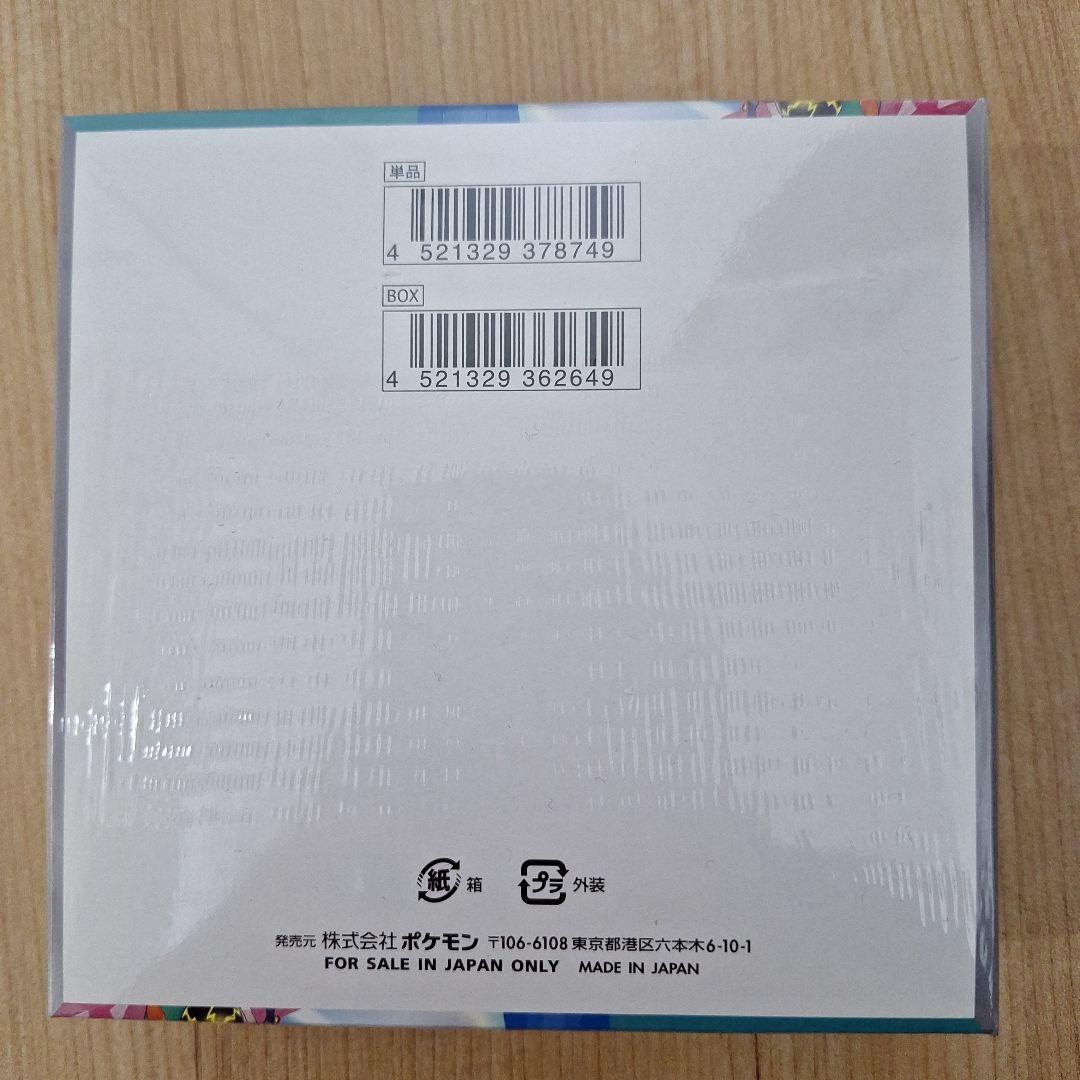 単品
4 521329 378749
BOX
4 521329 362649
紙 箱 プラ 外装
発売元 株式会社 ポケモン 〒106-6108 東京都港区六本木6-10-1
FOR SALE IN JAPAN ONLY MADE IN JAPAN